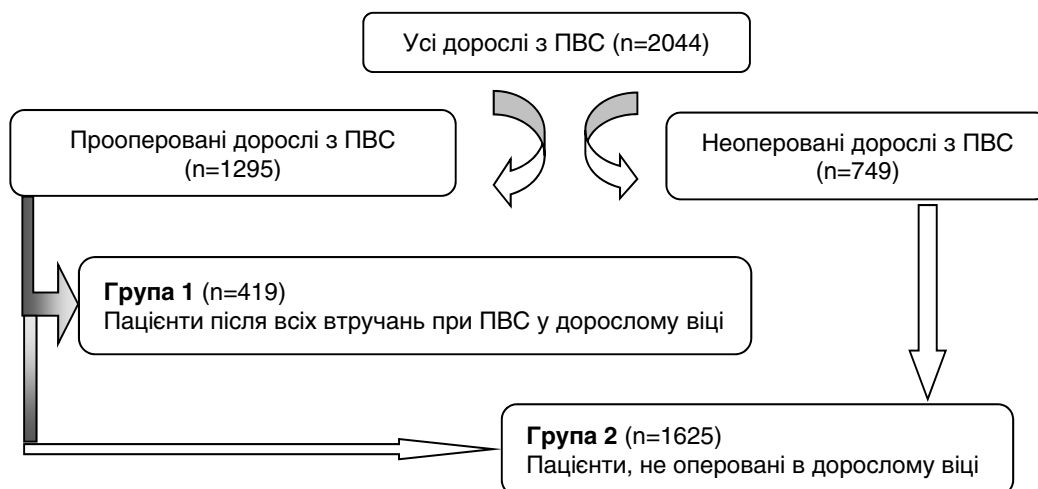 Усі дорослі з ПВС (n=2044)
Прооперовані дорослі з ПВС
(n=1295)
Неоперовані дорослі з ПВС
(n=749)
Група 1 (n=419)
Пацієнти після всіх втручань при ПВС у дорослому віці
Група 2 (n=1625)
Пацієнти, не оперовані в дорослому віці